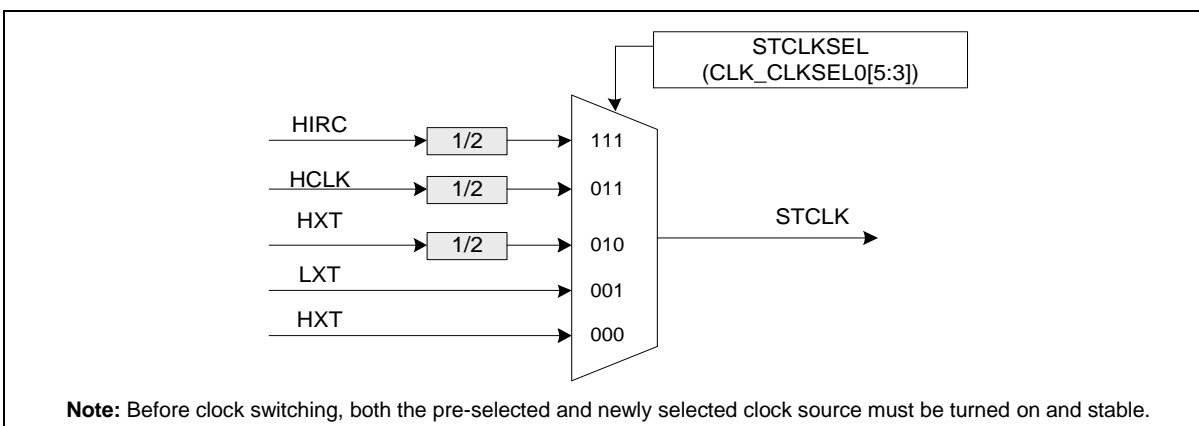 STCLKSEL
(CLK_CLKSEL0[5:3])
HIRC
1/2
111
HCLK
1/2
011
HXT
1/2
010
STCLK
LXT
001
HXT
000
Note: Before clock switching, both the pre-selected and newly selected clock source must be turned on and stable.